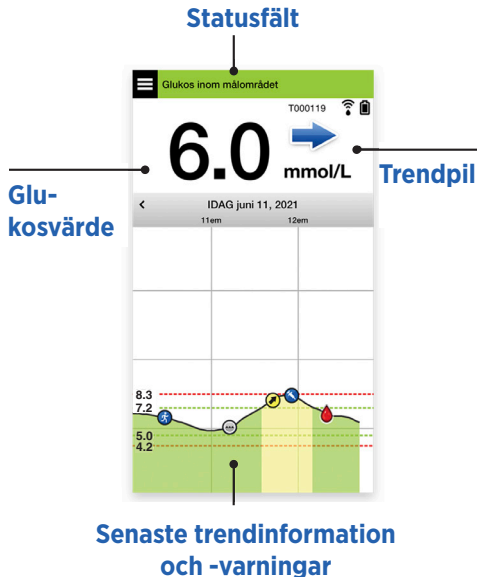 Statusfält
Glukos inom målområdet
T000119
6.0
mmol/L
Trendpil
Glu-
kosvärde
IDAG juni 11, 2021
11em 12em
8.3
7.2
5.0
4.2
Senaste trendinformation
och -varningar